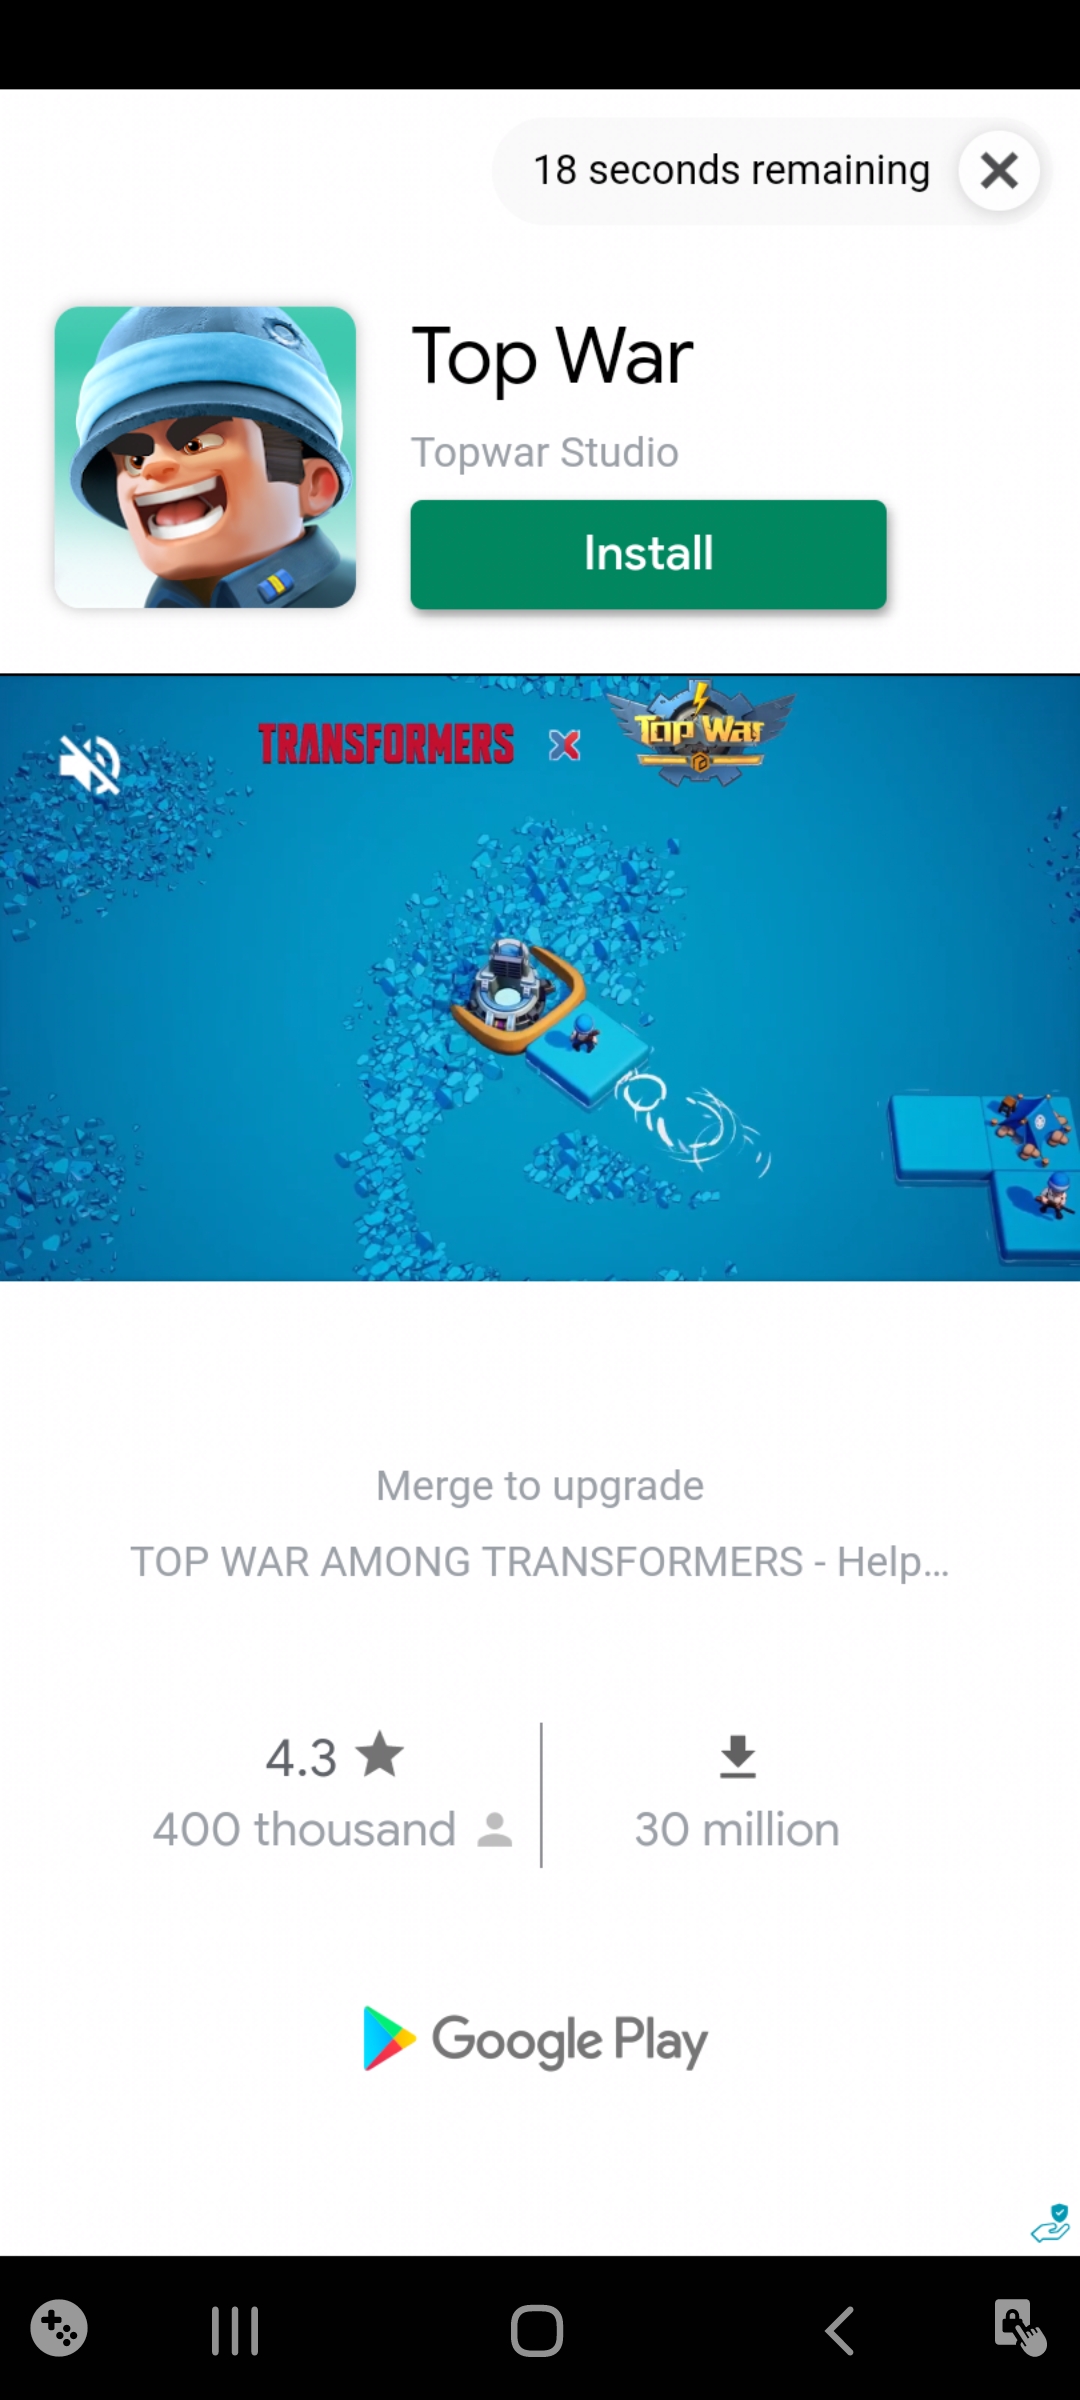 18 seconds remaining
Top War
Topwar Studio
Install
TRANSFORMERS X Top War
Merge to upgrade
TOP WAR AMONG TRANSFORMERS - Help...
4.3
400 thousand
30 million
Google Play